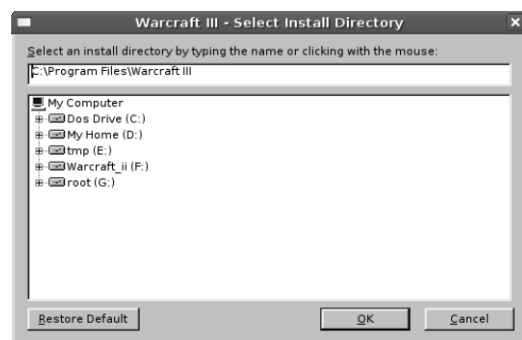 Warcraft III - Select Install Directory
Select an install directory by typing the name or clicking with the mouse:
C:\Program Files\Warcraft III
My Computer
Dos Drive (C:)
My Home (D:)
tmp (E:)
Warcraft_ii (F:)
root (G:)
Restore Default
OK
Cancel